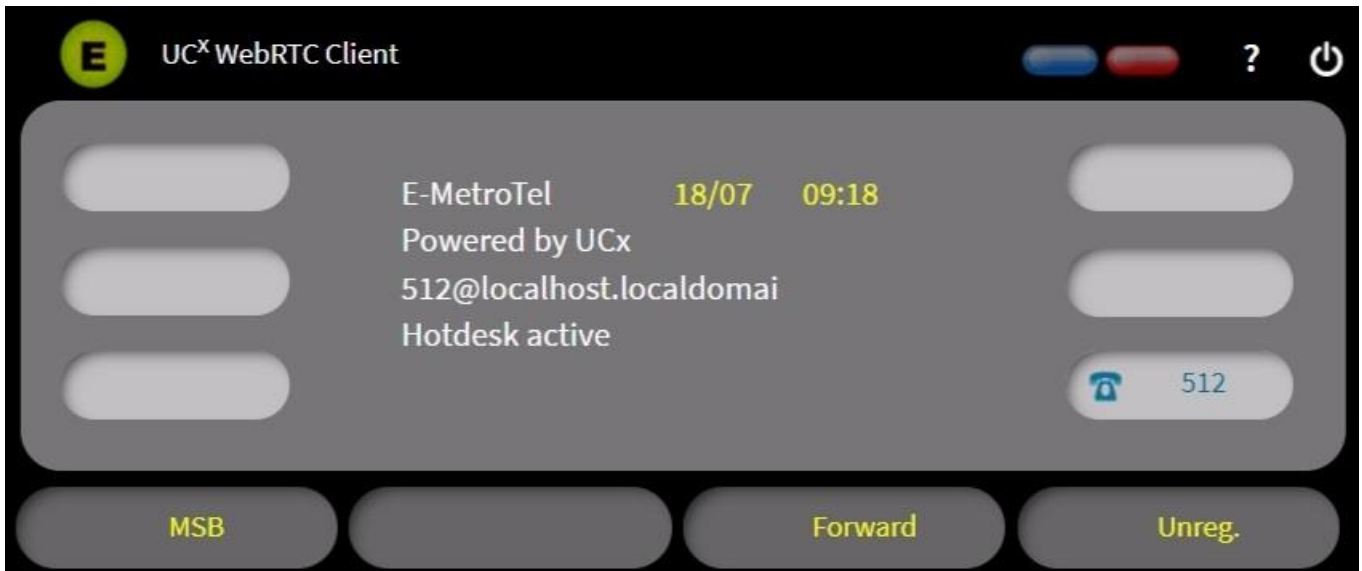 E UCˣ WebRTC Client ?
E-MetroTel 18/07 09:18
Powered by UCx
512@localhost.localdomai
Hotdesk active
512
MSB Forward Unreg.